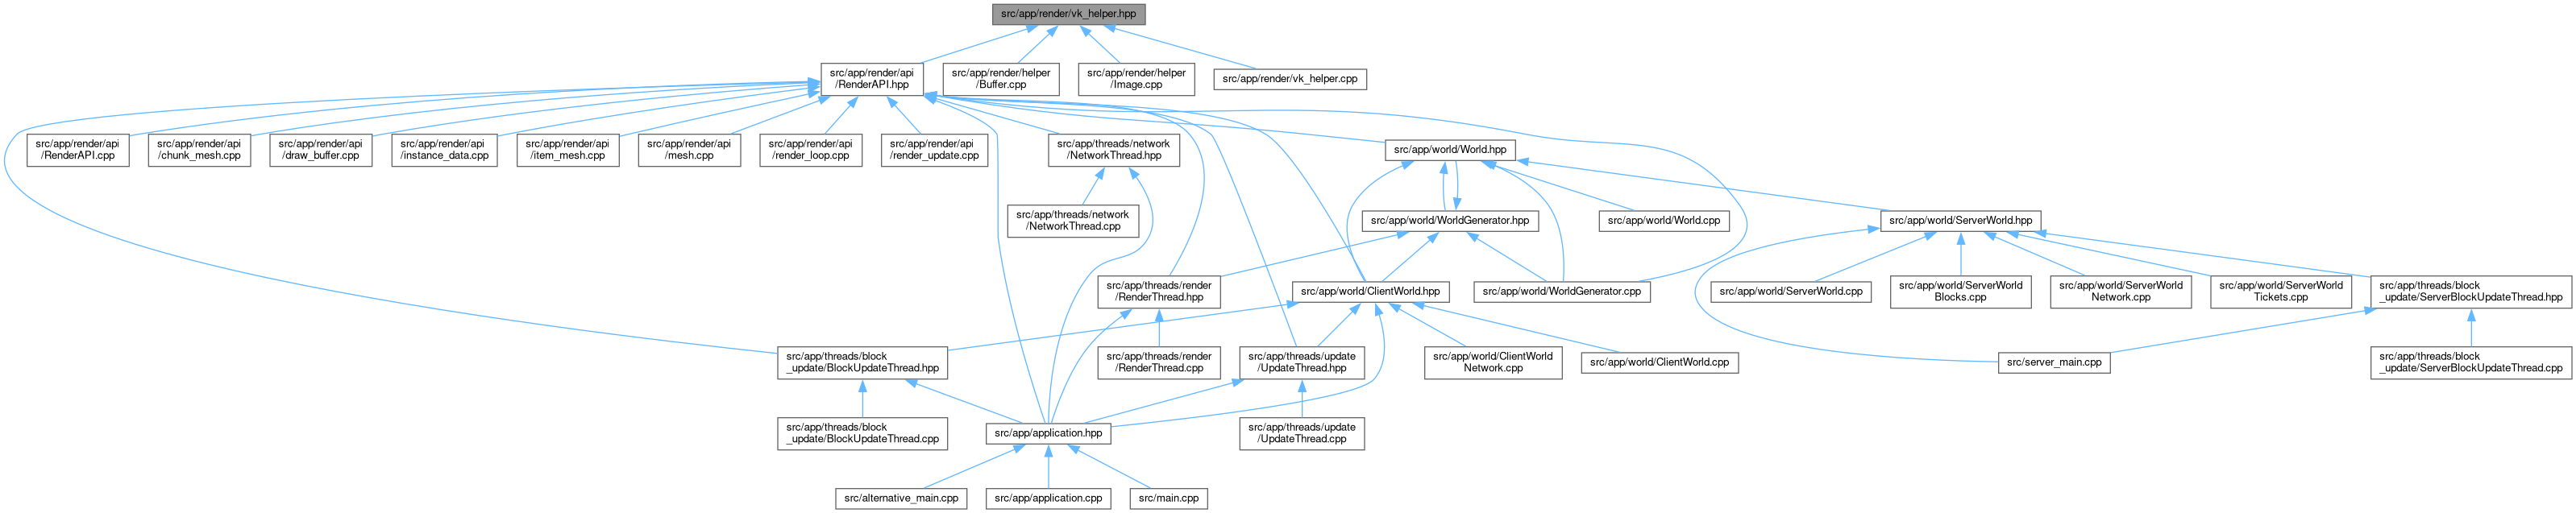 src/app/render/vk_helper.hpp
src/app/render/api
/RenderAPI.hpp
src/app/render/helper
/Buffer.cpp
src/app/render/helper
/Image.cpp
src/app/render/vk_helper.cpp
src/app/render/api
/RenderAPI.cpp
src/app/render/api
/chunk_mesh.cpp
src/app/render/api
/draw_buffer.cpp
src/app/render/api
/instance_data.cpp
src/app/render/api
/item_mesh.cpp
src/app/render/api
/mesh.cpp
src/app/render/api
/render_loop.cpp
src/app/render/api
/render_update.cpp
src/app/threads/network
/NetworkThread.hpp
src/app/world/World.hpp
src/app/threads/network
/NetworkThread.cpp
src/app/world/WorldGenerator.hpp
src/app/world/World.cpp
src/app/world/ServerWorld.hpp
src/app/threads/render
/RenderThread.hpp
src/app/world/ClientWorld.hpp
src/app/world/WorldGenerator.cpp
src/app/world/ServerWorld.cpp
src/app/world/ServerWorld
Blocks.cpp
src/app/world/ServerWorld
Network.cpp
src/app/world/ServerWorld
Tickets.cpp
src/app/threads/block
_update/ServerBlockUpdateThread.hpp
src/app/threads/block
_update/BlockUpdateThread.hpp
src/app/threads/render
/RenderThread.cpp
src/app/threads/update
/UpdateThread.hpp
src/app/world/ClientWorld
Network.cpp
src/app/world/ClientWorld.cpp
src/server_main.cpp
src/app/threads/block
_update/ServerBlockUpdateThread.cpp
src/app/threads/block
_update/BlockUpdateThread.cpp
src/app/application.hpp
src/app/threads/update
/UpdateThread.cpp
src/alternative_main.cpp
src/app/application.cpp
src/main.cpp